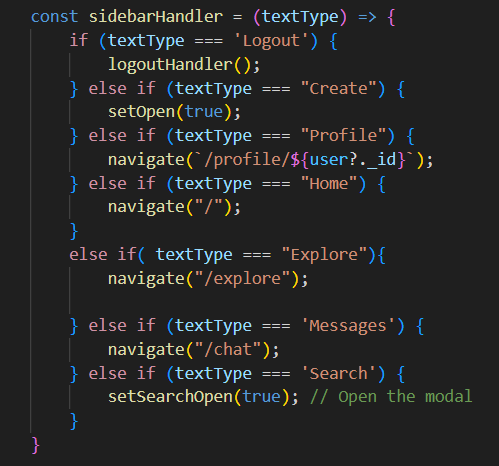 const sidebarHandler = (textType) => {
if (textType === 'Logout') {
logoutHandler();
} else if (textType === "Create") {
setOpen(true);
} else if (textType === "Profile") {
navigate(`/profile/${user?._id}`);
} else if (textType === "Home") {
navigate("/");
}
else if( textType === "Explore"){
navigate("/explore");
} else if (textType === 'Messages') {
navigate("/chat");
} else if (textType === 'Search') {
setSearchOpen(true); // Open the modal
}
}